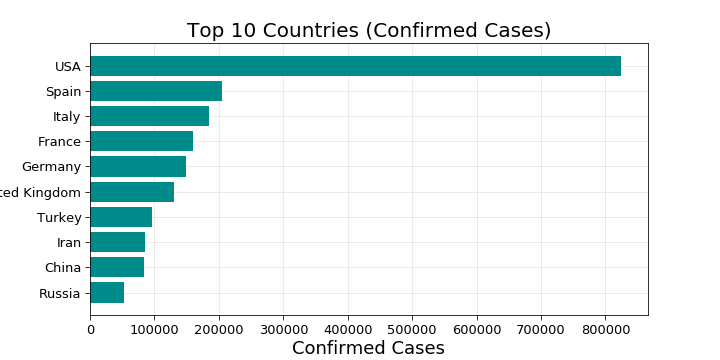 Top 10 Countries (Confirmed Cases)
USA
Spain
Italy
France
Germany
ted Kingdom
Turkey
Iran
China
Russia
0 100000 200000 300000 400000 500000 600000 700000 800000
Confirmed Cases